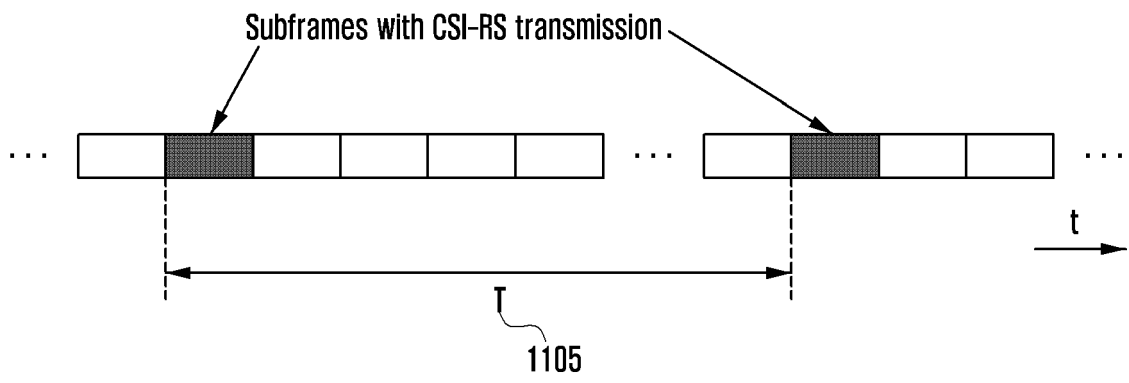 Subframes with CSI-RS transmission
... ... ...
t
T
1105